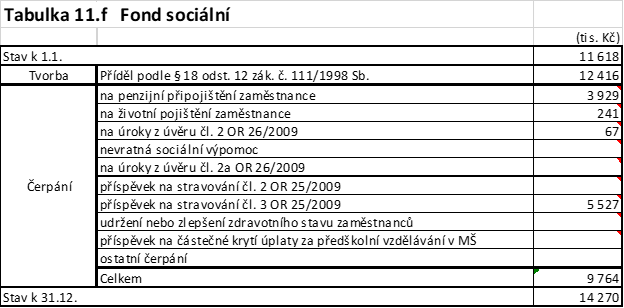 Tabulka 11.f Fond sociální
(tis. Kč)
Stav k 1.1. 11 618
Tvorba Příděl podle § 18 odst. 12 zák. č. 111/1998 Sb. 12 416
na penzijní připojištění zaměstnance 3 929
na životní pojištění zaměstnance 241
na úroky z úvěru čl. 2 OR 26/2009 67
nevratná sociální výpomoc
na úroky z úvěru čl. 2a OR 26/2009
Čerpání příspěvek na stravování čl. 2 OR 25/2009
příspěvek na stravování čl. 3 OR 25/2009 5 527
udržení nebo zlepšení zdravotního stavu zaměstnanců
příspěvek na částečné krytí úplaty za předškolní vzdělávání v MŠ
ostatní čerpání
Celkem 9 764
Stav k 31.12. 14 270